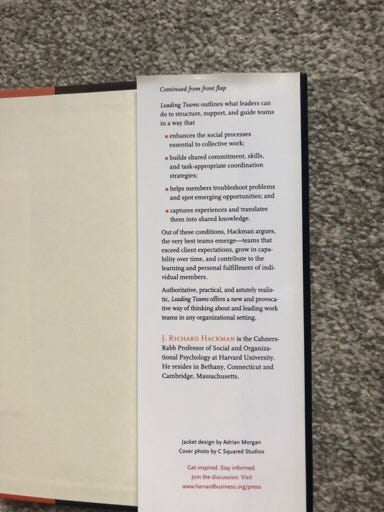 Continued from front flap
Leading Teams outlines what leaders can
do to structure, support, and guide teams
in a way that
▪ enhances the social processes
essential to collective work;
▪ builds shared commitment, skills,
and task-appropriate coordination
strategies;
▪ helps members troubleshoot problems
and spot emerging opportunities; and
▪ captures experiences and translates
them into shared knowledge.
Out of these conditions, Hackman argues,
the very best teams emerge—teams that
exceed client expectations, grow in capa-
bility over time, and contribute to the
learning and personal fulfillment of indi-
vidual members.
Authoritative, practical, and astutely realis-
tic, Leading Teams offers a new and provoca-
tive way of thinking about and leading work
teams in any organizational setting.
J. Richard Hackman is the Cahners-
Rabb Professor of Social and Organiza-
tional Psychology at Harvard University.
He resides in Bethany, Connecticut and
Cambridge, Massachusetts.
Jacket design by Adrian Morgan
Cover photo by C Squared Studios
Get inspired. Stay informed.
Join the discussion. Visit
www.harvardbusiness.org/press